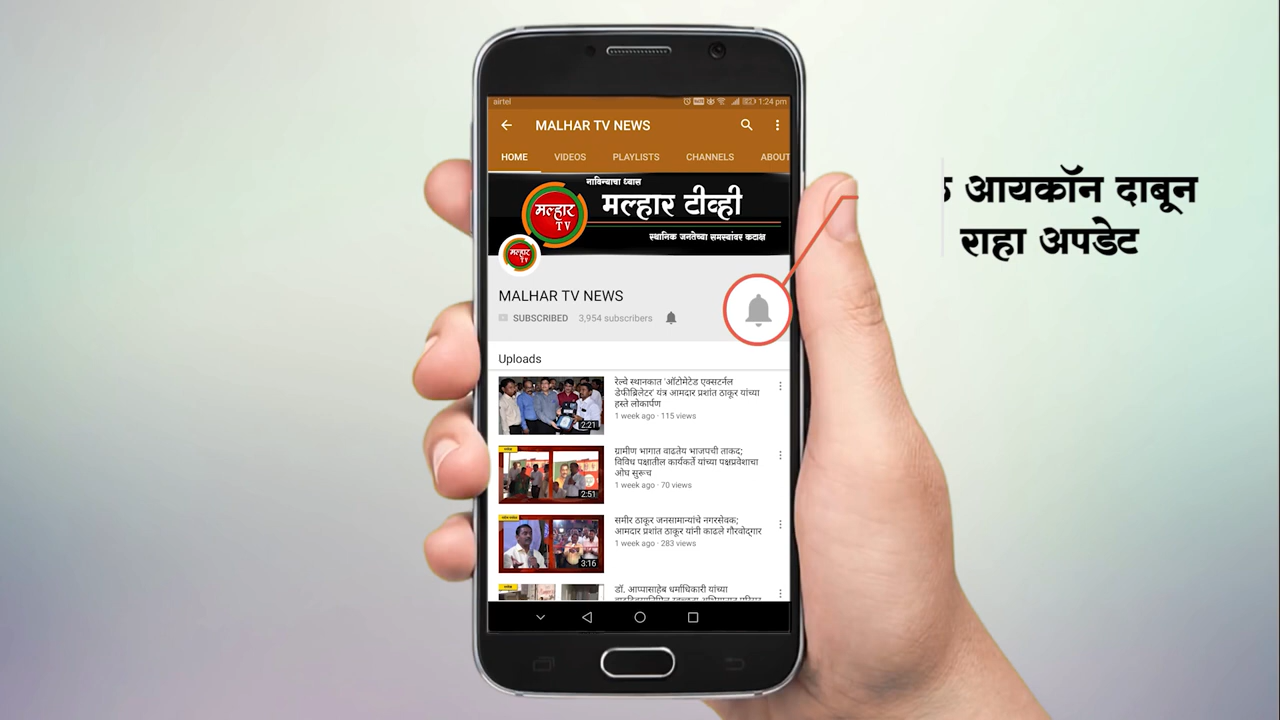 airtel
1:24 pm
MALHAR TV NEWS
HOME VIDEOS PLAYLISTS CHANNELS ABOUT
नाविन्याचा ध्यास
मल्हार टीव्ही
स्थानिक जनतेच्या समस्यांवर कटाक्ष
मल्हार
TV
मल्हार
TV
MALHAR TV NEWS
SUBSCRIBED 3,954 subscribers
Uploads
रेल्वे स्थानकात 'ऑटोमेटेड एक्सटर्नल
डेफीब्रिलेटर' यंत्र आमदार प्रशांत ठाकूर यांच्या
हस्ते लोकार्पण
1 week ago · 115 views
2:21
ग्रामीण भागात वाढतेय भाजपची ताकद;
विविध पक्षातील कार्यकर्ते यांच्या पक्षप्रवेशाचा
ओघ सुरूच
1 week ago · 70 views
2:51
समीर ठाकूर जनसामान्यांचे नगरसेवक;
आमदार प्रशांत ठाकूर यांनी काढले गौरवोद्गार
1 week ago · 283 views
3:16
डॉ. आप्पासाहेब धर्माधिकारी यांच्या
आयकॉन दाबून
राहा अपडेट